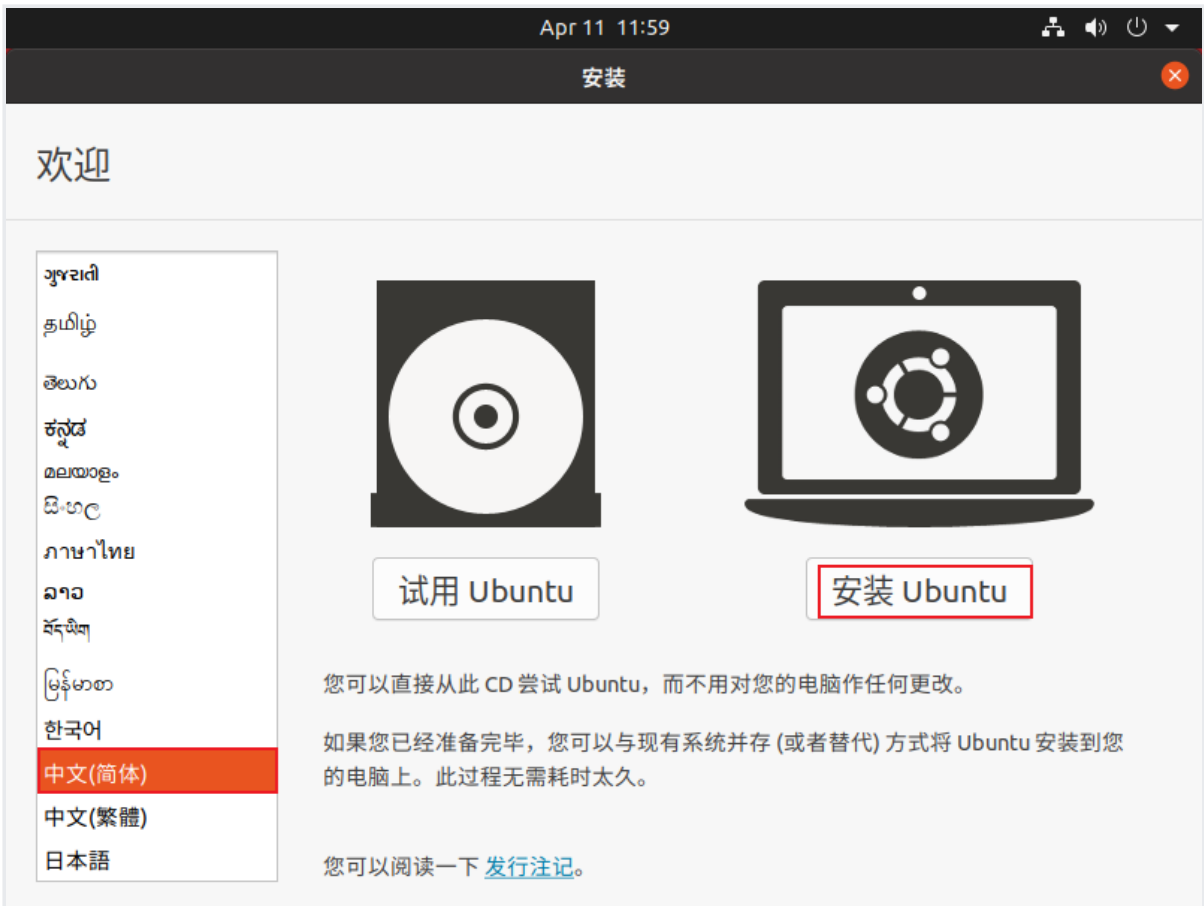 Apr 11 11:59
安装
欢迎
ગુજરાતી
தமிழ்
తెలుగు
ಕನ್ನಡ
മലയാളം
සිංහල
ภาษาไทย
ລາວ
བོད་ཡིག
မြန်မာစာ
한국어
中文(简体)
中文(繁體)
日本語
试用 Ubuntu
安装 Ubuntu
您可以直接从此 CD 尝试 Ubuntu，而不用对您的电脑作任何更改。
如果您已经准备完毕，您可以与现有系统并存 (或者替代) 方式将 Ubuntu 安装到您
的电脑上。此过程无需耗时太久。
您可以阅读一下 发行注记。